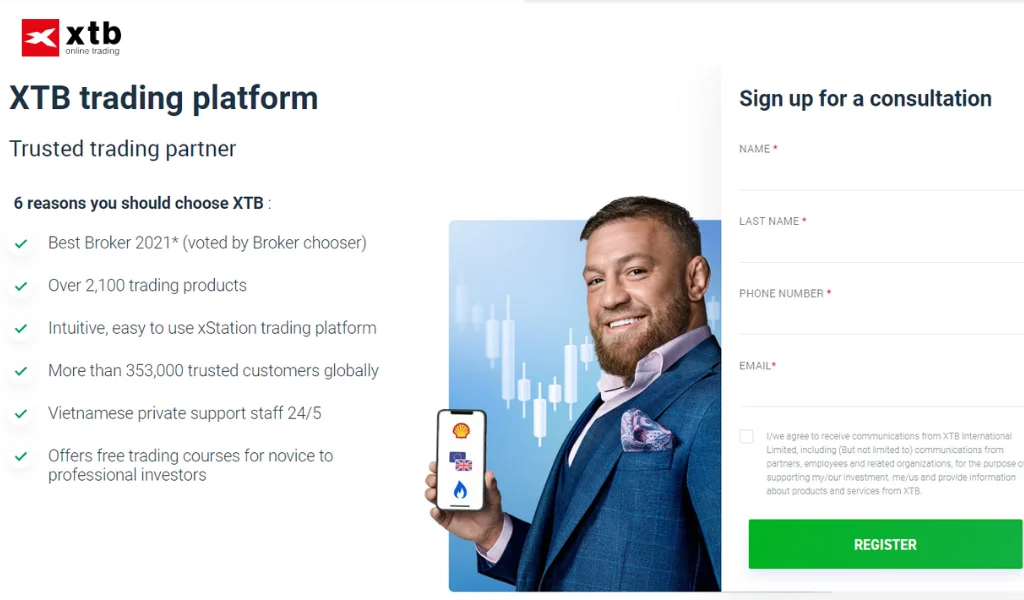 xtb
online trading
XTB trading platform
Trusted trading partner
6 reasons you should choose XTB :
Best Broker 2021* (voted by Broker chooser)
Over 2,100 trading products
Intuitive, easy to use xStation trading platform
More than 353,000 trusted customers globally
Vietnamese private support staff 24/5
Offers free trading courses for novice to
professional investors
Sign up for a consultation
NAME *
LAST NAME *
PHONE NUMBER *
EMAIL*
I/we agree to receive communications from XTB International
Limited, including (But not limited to) communications from
partners, employees and related organizations, for the purpose of
supporting my/our investment. me/us and provide information
about products and services from XTB.
REGISTER